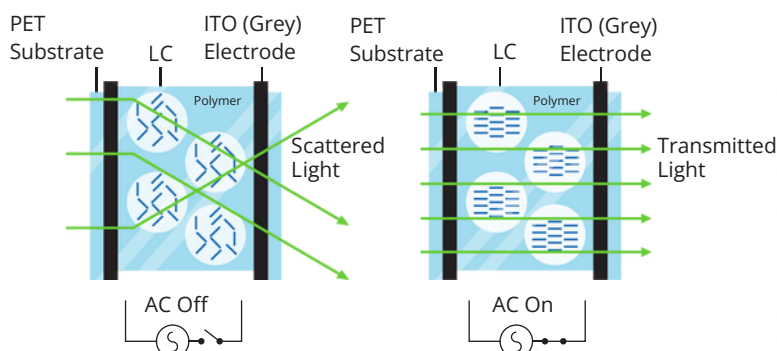 PET
Substrate
LC
ITO (Grey)
Electrode
Polymer
Scattered
Light
AC Off
PET
Substrate
LC
ITO (Grey)
Electrode
Polymer
Transmitted
Light
AC On